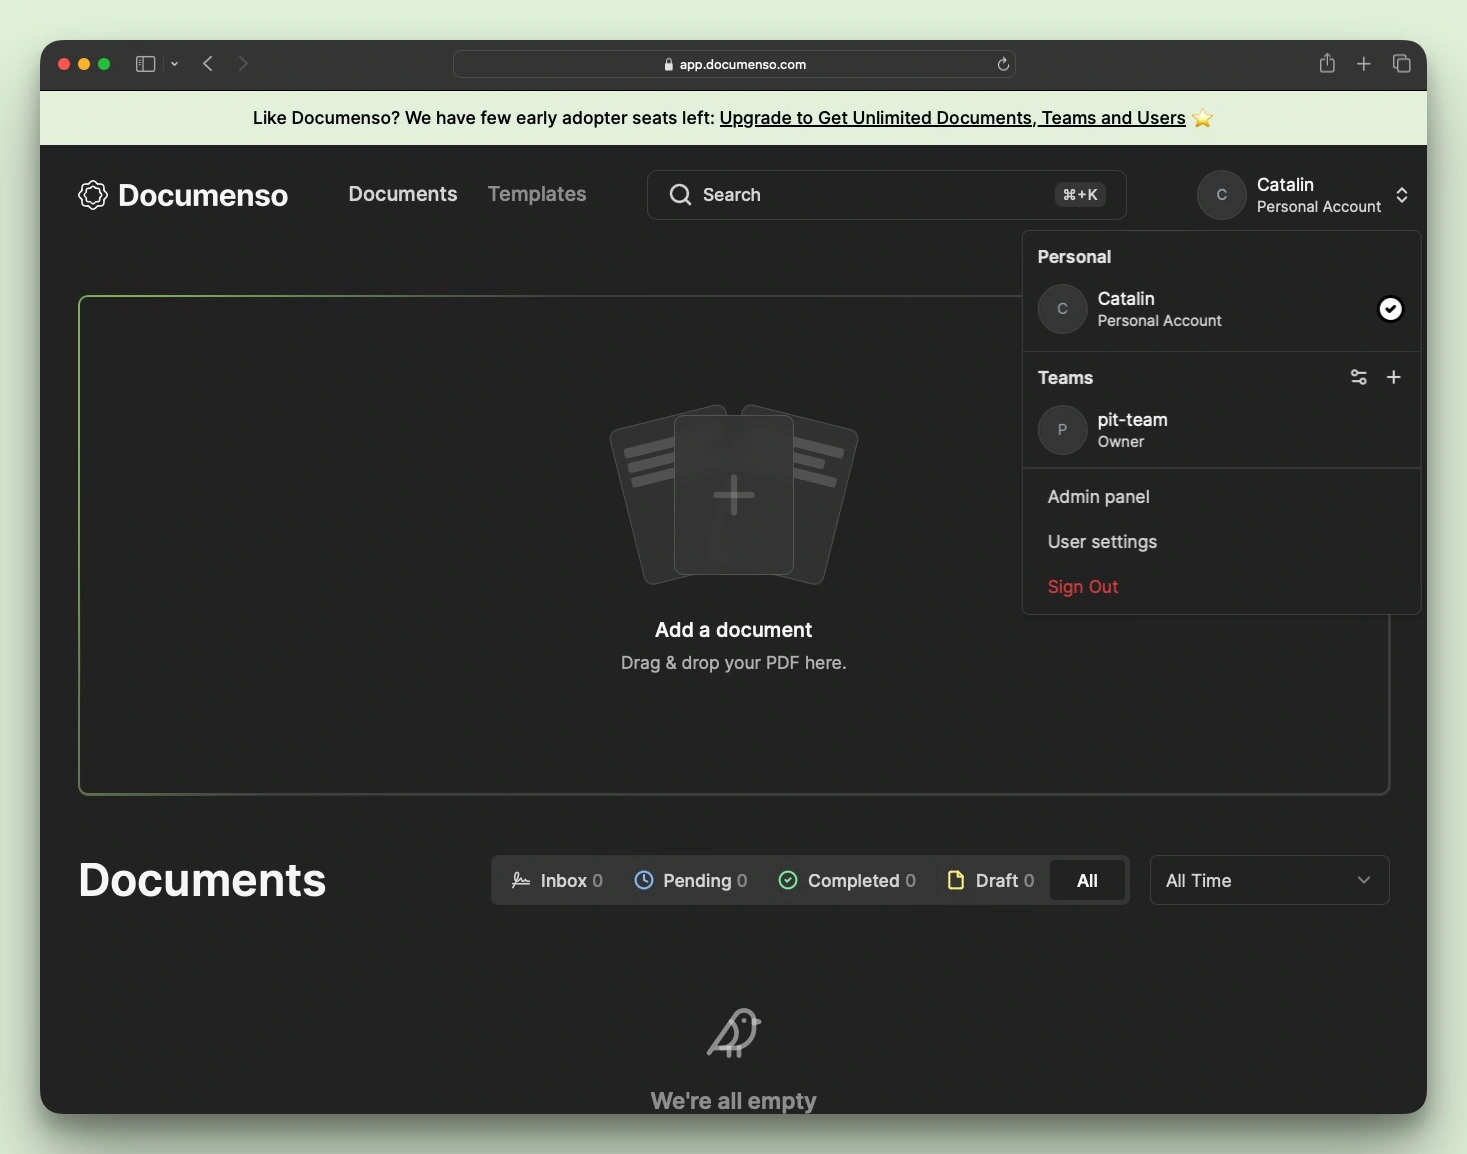 app.documenso.com
Like Documenso? We have few early adopter seats left: Upgrade to Get Unlimited Documents, Teams and Users ⭐
Documenso
Documents
Templates
Search
⌘+K
C
Catalin
Personal Account
Personal
C
Catalin
Personal Account
Teams
P
pit-team
Owner
Admin panel
User settings
Sign Out
Add a document
Drag & drop your PDF here.
Documents
Inbox 0
Pending 0
Completed 0
Draft 0
All
All Time
We're all empty